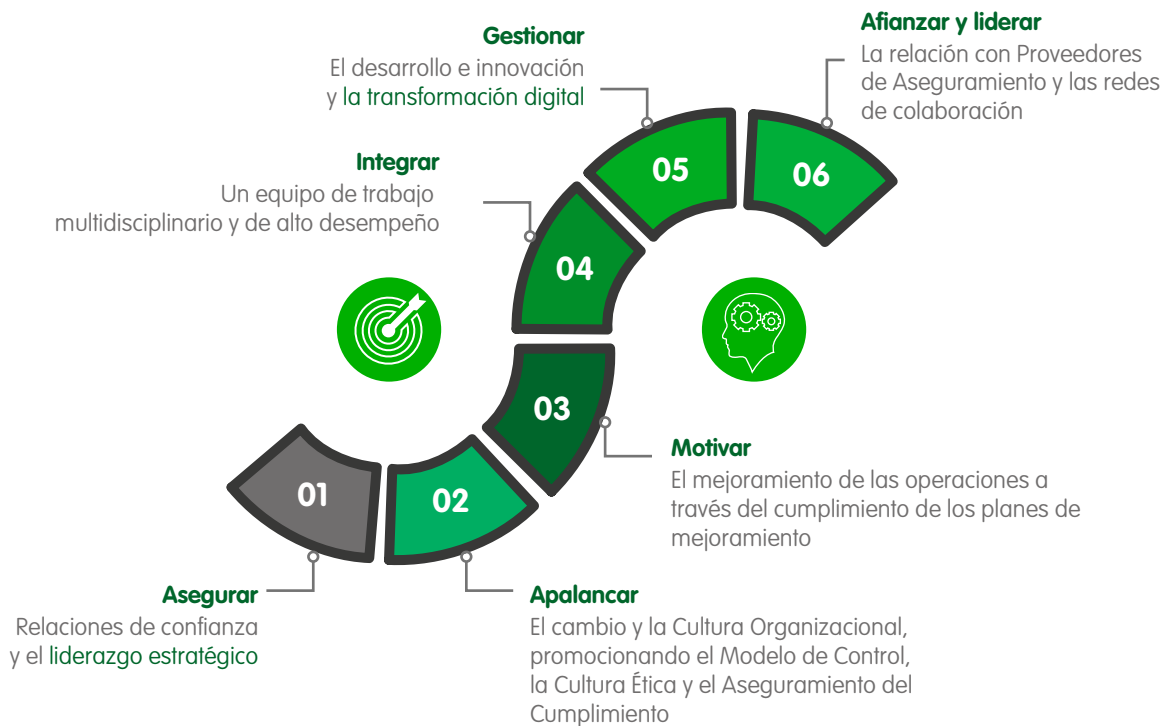 Afianzar y liderar
La relación con Proveedores
de Aseguramiento y las redes
de colaboración
Gestionar
El desarrollo e innovación
y la transformación digital
Integrar
Un equipo de trabajo
multidisciplinario y de alto desempeño
05
06
04
03
02
01
Motivar
El mejoramiento de las operaciones a
través del cumplimiento de los planes de
mejoramiento
Asegurar
Relaciones de confianza
y el liderazgo estratégico
Apalancar
El cambio y la Cultura Organizacional,
promocionando el Modelo de Control,
la Cultura Ética y el Aseguramiento del
Cumplimiento